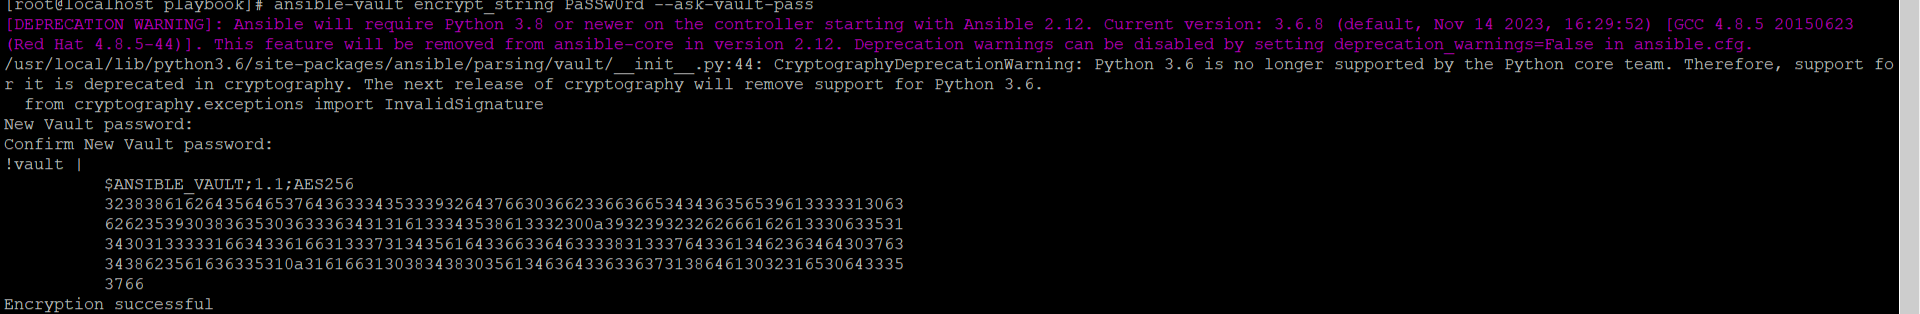 [root@localhost playbook]# ansible-vault encrypt_string PaSSw0rd --ask-vault-pass
[DEPRECATION WARNING]: Ansible will require Python 3.8 or newer on the controller starting with Ansible 2.12. Current version: 3.6.8 (default, Nov 14 2023, 16:29:52) [GCC 4.8.5 20150623
(Red Hat 4.8.5-44)]. This feature will be removed from ansible-core in version 2.12. Deprecation warnings can be disabled by setting deprecation_warnings=False in ansible.cfg.
/usr/local/lib/python3.6/site-packages/ansible/parsing/vault/__init__.py:44: CryptographyDeprecationWarning: Python 3.6 is no longer supported by the Python core team. Therefore, support fo
r it is deprecated in cryptography. The next release of cryptography will remove support for Python 3.6.
from cryptography.exceptions import InvalidSignature
New Vault password:
Confirm New Vault password:
!vault |
$ANSIBLE_VAULT;1.1;AES256
32383861626435646537643633343533393264376630366233663665343436356539613333313063
6262353930383635303633363431316133343538613332300a393239323262666162613330633531
34303133333166343361663133373134356164336633646333383133376433613462363464303763
3438623561636335310a316166313038343830356134636433633637313864613032316530643335
3766
Encryption successful